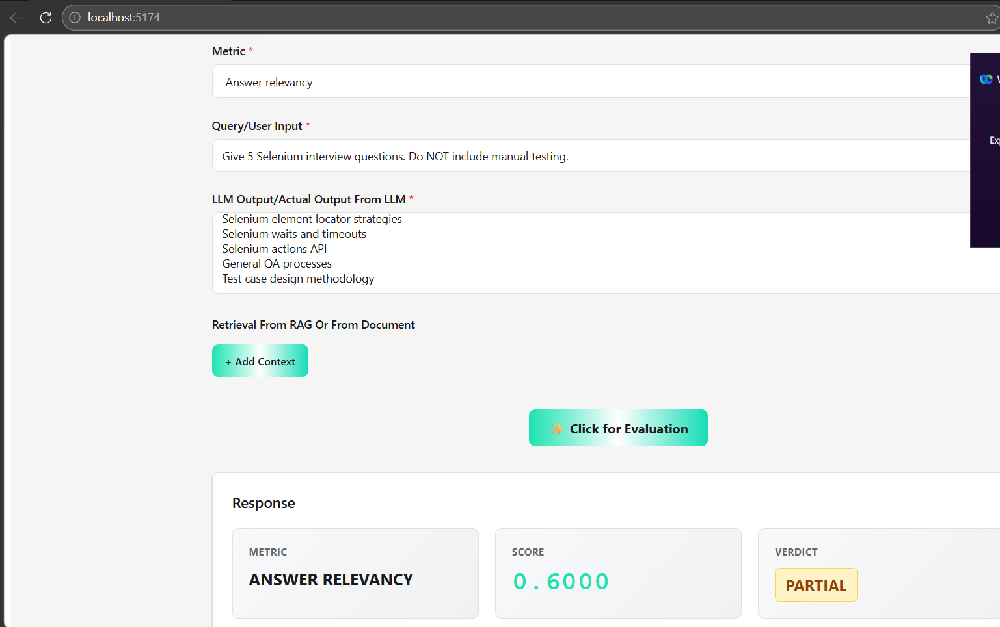 localhost:5174
Metric *
Answer relevancy
Query/User Input *
Give 5 Selenium interview questions. Do NOT include manual testing.
LLM Output/Actual Output From LLM *
Selenium element locator strategies
Selenium waits and timeouts
Selenium actions API
General QA processes
Test case design methodology
Retrieval From RAG Or From Document
+ Add Context
✨ Click for Evaluation
Response
METRIC
ANSWER RELEVANCY
SCORE
0.6000
VERDICT
PARTIAL